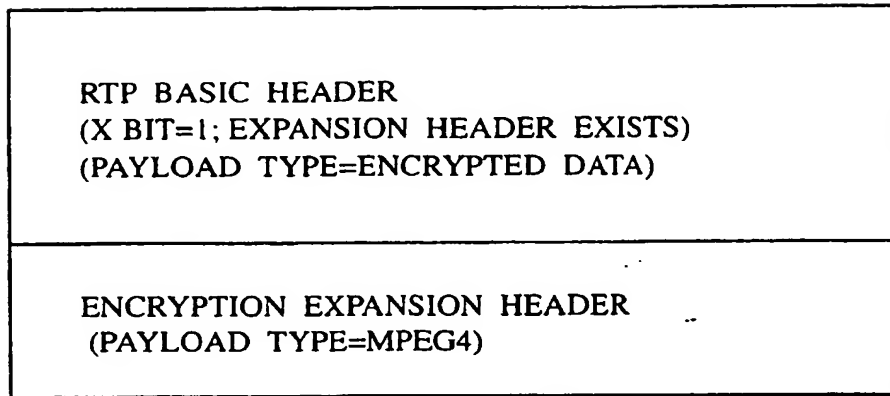 RTP BASIC HEADER
(X BIT=1; EXPANSION HEADER EXISTS)
(PAYLOAD TYPE=ENCRYPTED DATA)
ENCRYPTION EXPANSION HEADER
(PAYLOAD TYPE=MPEG4)